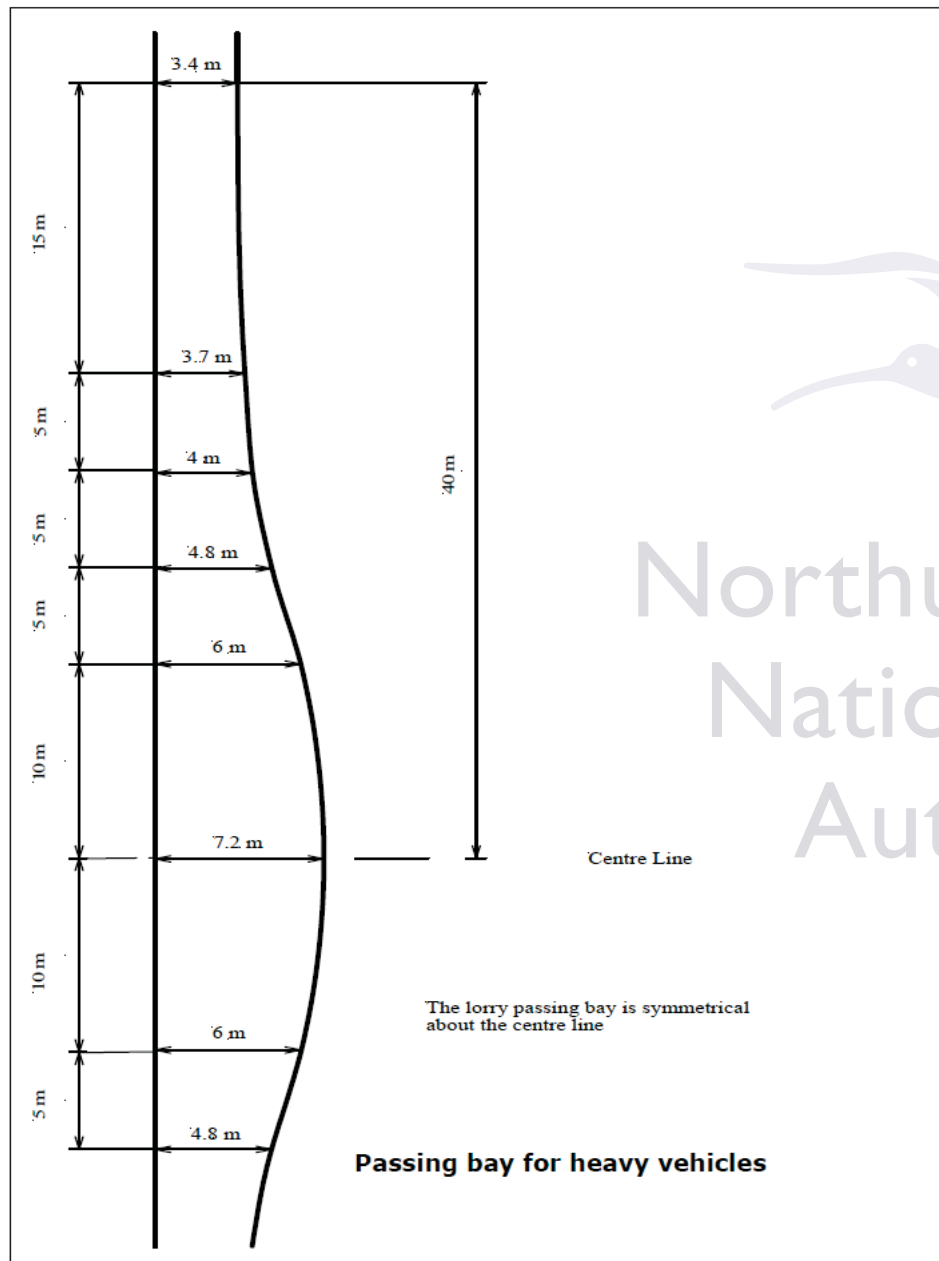 3.4 m
15 m
3.7 m
5 m
4 m
5 m
40 m
4.8 m
5 m
6 m
10 m
7.2 m
Centre Line
10 m
The lorry passing bay is symmetrical
about the centre line
6 m
5 m
4.8 m
Passing bay for heavy vehicles
Northu
Natio
Aut